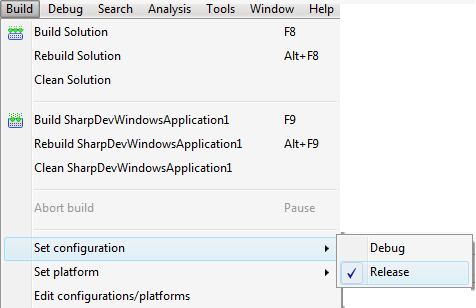 Build Debug Search Analysis Tools Window Help
Build Solution F8
Rebuild Solution Alt+F8
Clean Solution
Build SharpDevWindowsApplication1 F9
Rebuild SharpDevWindowsApplication1 Alt+F9
Clean SharpDevWindowsApplication1
Abort build Pause
Set configuration Debug
Set platform Release
Edit configurations/platforms